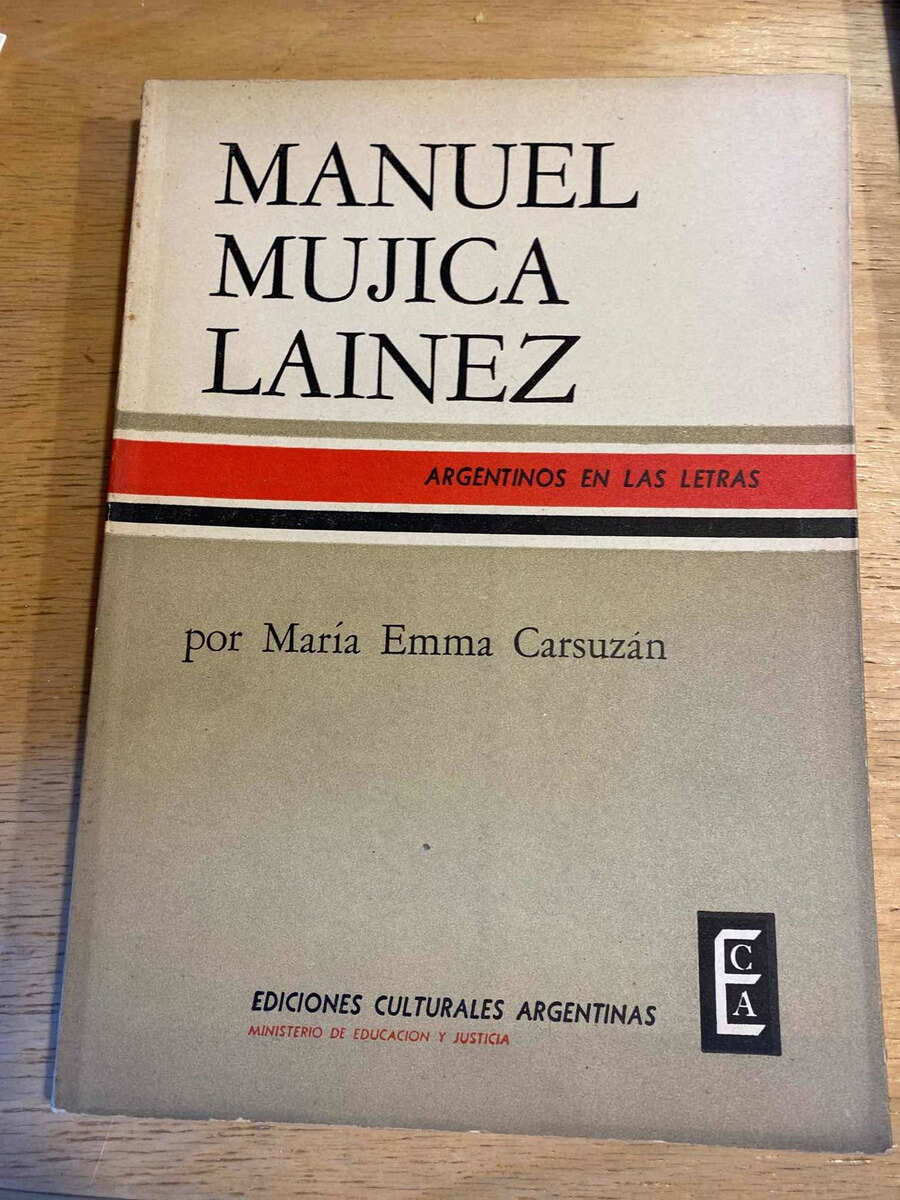 MANUEL
MUJICA
LAINEZ
ARGENTINOS EN LAS LETRAS
por María Emma Carsuzán
EDICIONES CULTURALES ARGENTINAS
MINISTERIO DE EDUCACION Y JUSTICIA
E C A